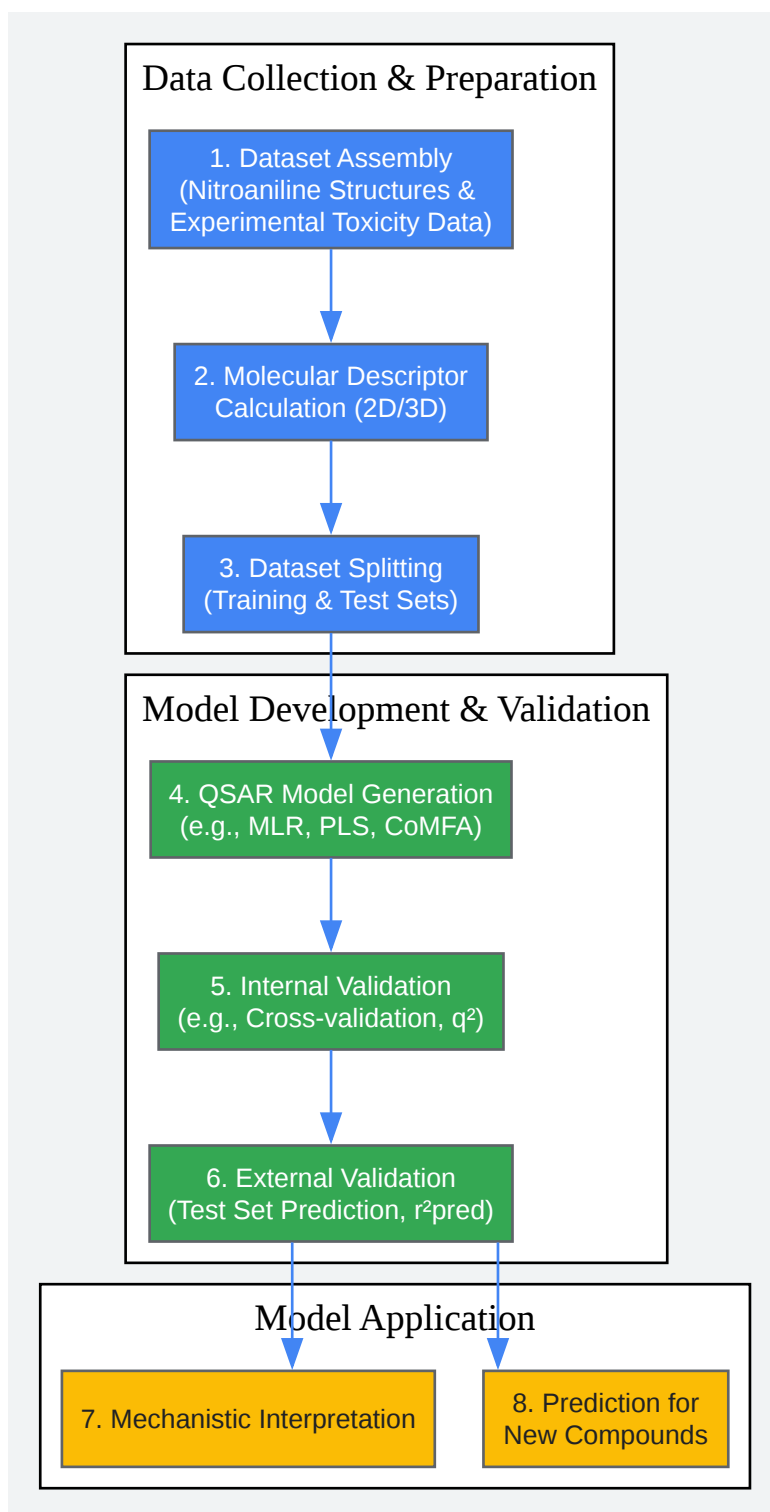 Data Collection & Preparation
1. Dataset Assembly
(Nitroaniline Structures &
Experimental Toxicity Data)
2. Molecular Descriptor
Calculation (2D/3D)
3. Dataset Splitting
(Training & Test Sets)
Model Development & Validation
4. QSAR Model Generation
(e.g., MLR, PLS, CoMFA)
5. Internal Validation
(e.g., Cross-validation, q²)
6. External Validation
(Test Set Prediction, r²pred)
Model Application
7. Mechanistic Interpretation
8. Prediction for
New Compounds